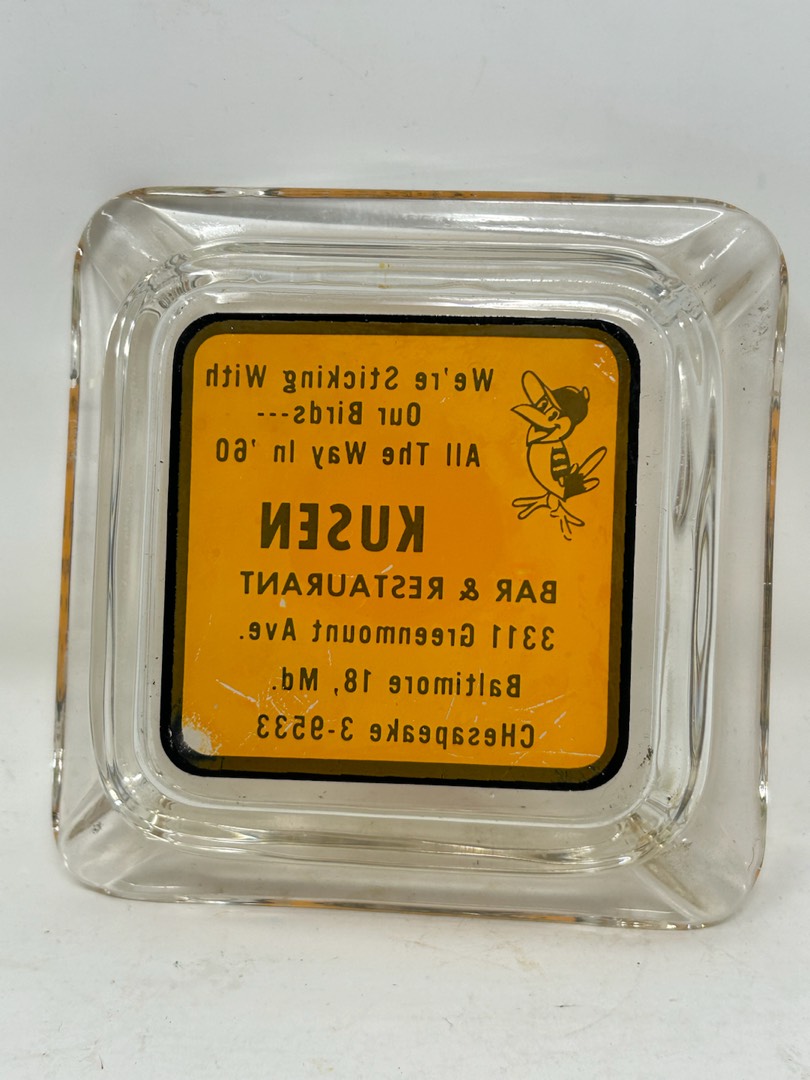 We're Sticking With
Our Birds---
All The Way In '60
KUSEN
BAR & RESTAURANT
3311 Greenmount Ave.
Baltimore 18, Md.
CHesapeake 3-9533